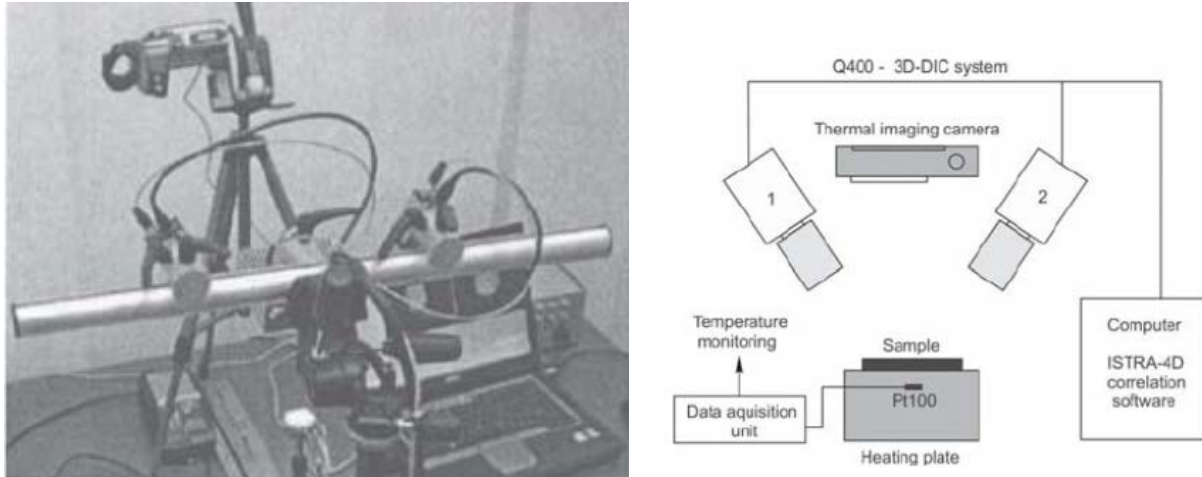 Q400 - 3D-DIC system
Thermal imaging camera
1
2
Temperature
monitoring
Sample
Pt100
Data aquisition
unit
Heating plate
Computer
ISTRA-4D
correlation
software